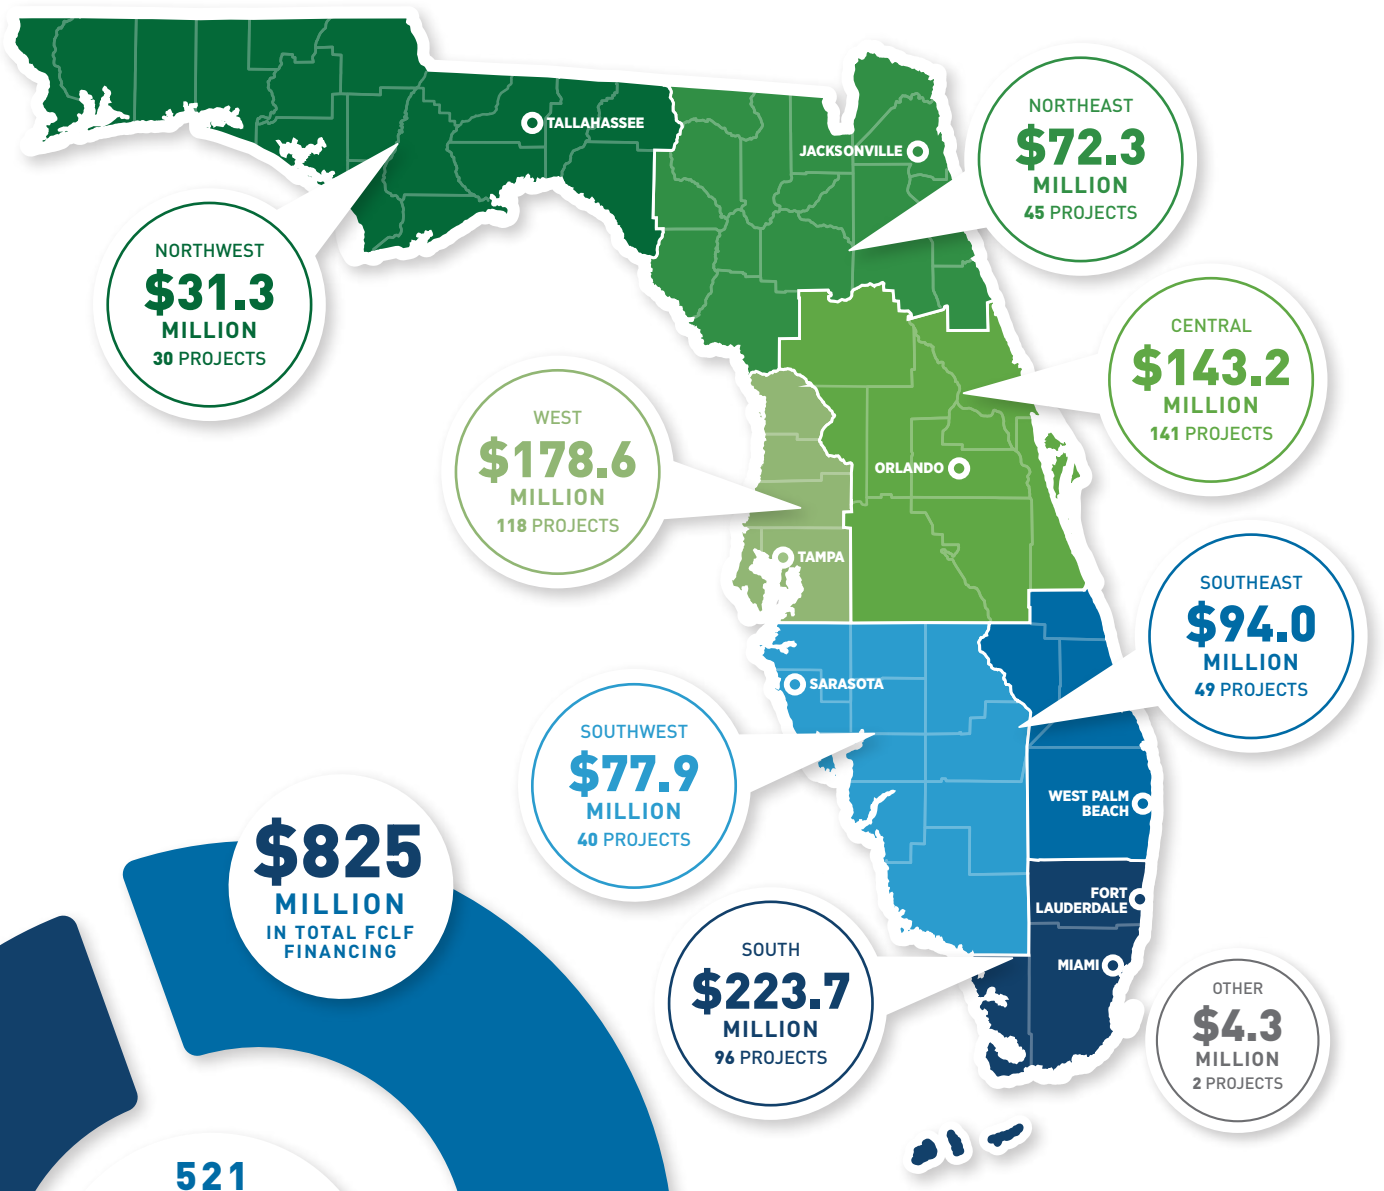 TALLAHASSEE
JACKSONVILLE
NORTHEAST
$72.3
MILLION
45 PROJECTS
NORTHWEST
$31.3
MILLION
30 PROJECTS
CENTRAL
$143.2
MILLION
141 PROJECTS
WEST
$178.6
MILLION
118 PROJECTS
ORLANDO
TAMPA
SOUTHEAST
$94.0
MILLION
49 PROJECTS
SARASOTA
SOUTHWEST
$77.9
MILLION
40 PROJECTS
WEST PALM
BEACH
$825
MILLION
IN TOTAL FCLF
FINANCING
FORT
LAUDERDALE
SOUTH
$223.7
MILLION
96 PROJECTS
MIAMI
OTHER
$4.3
MILLION
2 PROJECTS
521